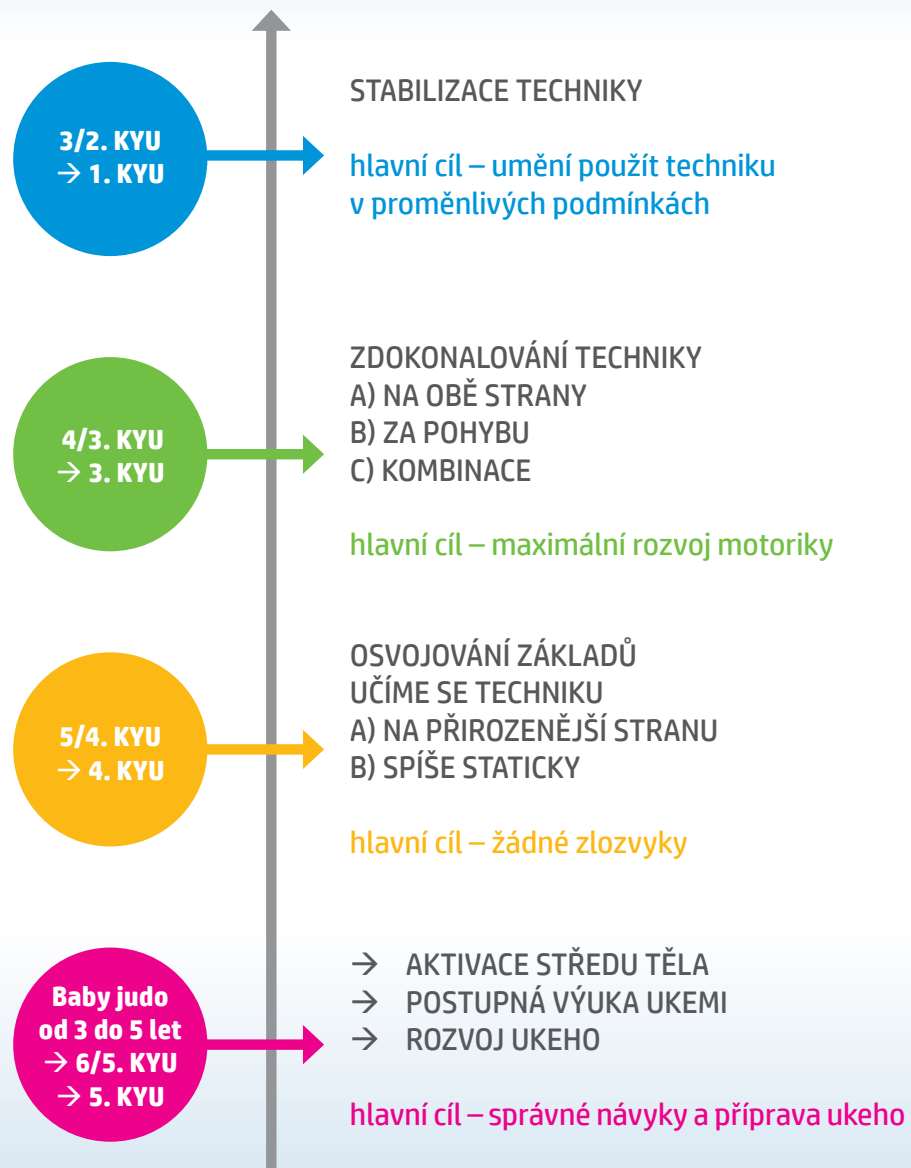 3/2. KYU
→ 1. KYU
STABILIZACE TECHNIKY
hlavní cíl – umění použít techniku
v proměnlivých podmínkách
4/3. KYU
→ 3. KYU
ZDOKONALOVÁNÍ TECHNIKY
A) NA OBĚ STRANY
B) ZA POHYBU
C) KOMBINACE
hlavní cíl – maximální rozvoj motoriky
5/4. KYU
→ 4. KYU
OSVOJOVÁNÍ ZÁKLADŮ
UČÍME SE TECHNIKU
A) NA PŘIROZENĚJŠÍ STRANU
B) SPÍŠE STATICKY
hlavní cíl – žádné zlozvyky
Baby judo
od 3 do 5 let
→ 6/5. KYU
→ 5. KYU
→ AKTIVACE STŘEDU TĚLA
→ POSTUPNÁ VÝUKA UKEMI
→ ROZVOJ UKEHO
hlavní cíl – správné návyky a příprava ukeho